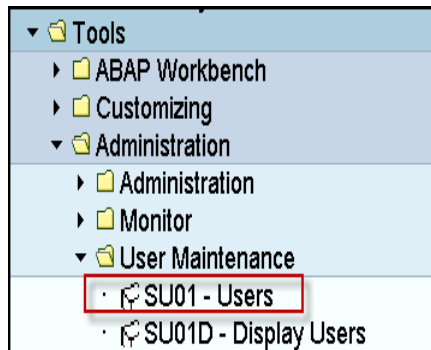 Tools
ABAP Workbench
Customizing
Administration
Administration
Monitor
User Maintenance
SU01 - Users
SU01D - Display Users